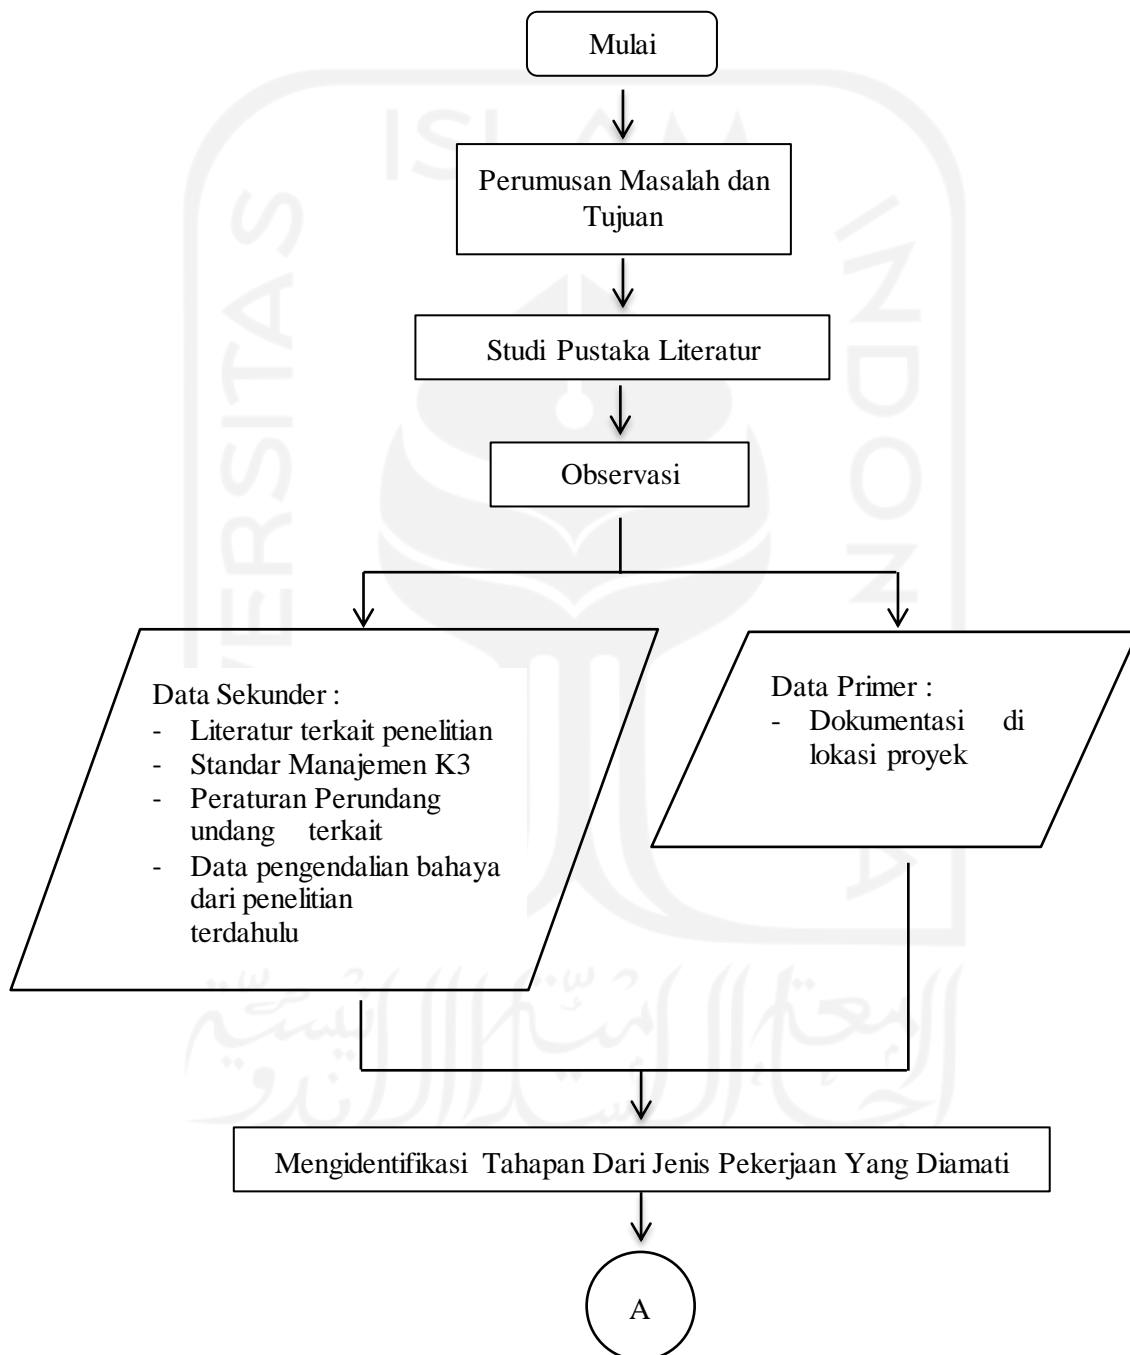 Mulai
Perumusan Masalah dan
Tujuan
Studi Pustaka Literatur
Observasi
Data Sekunder :
- Literatur terkait penelitian
- Standar Manajemen K3
- Peraturan Perundang
undang terkait
- Data pengendalian bahaya
dari penelitian
terdahulu
Data Primer :
- Dokumentasi di
lokasi proyek
Mengidentifikasi Tahapan Dari Jenis Pekerjaan Yang Diamati
A